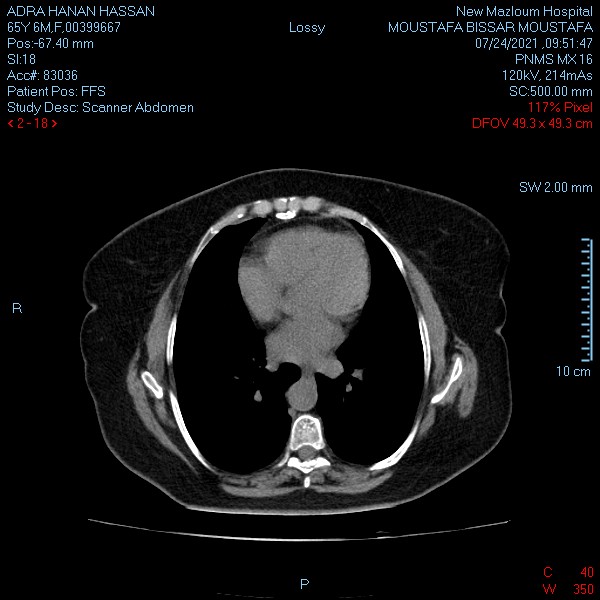 ADRA HANAN HASSAN
65Y 6M,F,00399667
Pos:-67.40 mm
SI:18
Acc#: 83036
Patient Pos: FFS
Study Desc: Scanner Abdomen
< 2 - 18 >
Lossy
New Mazloum Hospital
MOUSTAFA BISSAR MOUSTAFA
07/24/2021 ,09:51:47
PNMS MX 16
120kV, 214mAs
SC:500.00 mm
117% Pixel
DFOV 49.3 x 49.3 cm
SW 2.00 mm
R
10 cm
P
C 40
W 350